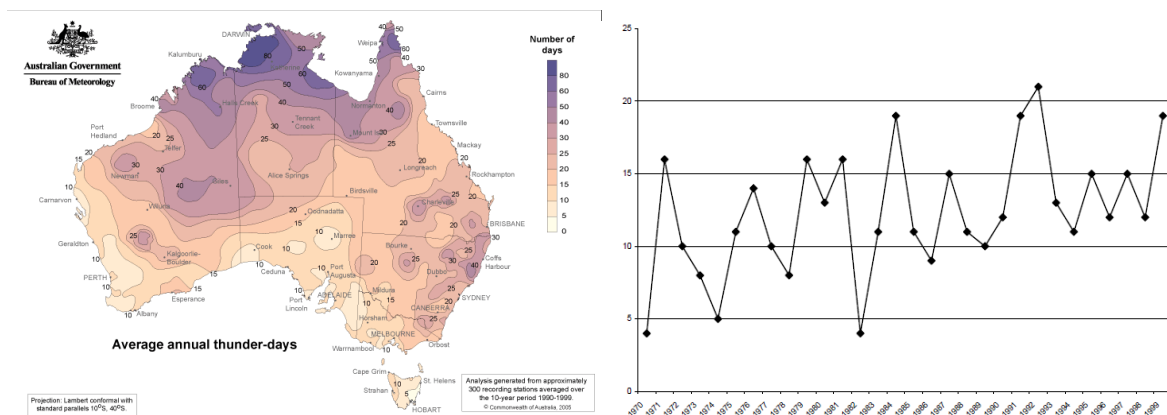 Australian Government
Bureau of Meteorology
DARWIN
Kalumburu
Weipa
Kowanyama
Broome
Halls Creek
Normanton
Cairns
Tennant
Creek
Mount Isa
Townsville
Port
Hedland
Telfer
Mackay
Newman
Longreach
Rockhampton
Alice Springs
Giles
Birdsville
Carnarvon
Charleville
Wiluna
Oodnadatta
BRISBANE
Marree
Geraldton
Cook
Bourke
Coffs
Harbour
Kalgoorlie-
Boulder
Ceduna
Port
Augusta
Dubbo
PERTH
Esperance
Port
Lincoln
ADELAIDE
Mildura
SYDNEY
Albany
CANBERRA
Horsham
MELBOURNE
Warrnambool
Orbost
Cape Grim
St. Helens
Strahan
HOBART
Number of
days
80
60
50
40
30
25
20
15
10
5
0
Average annual thunder-days
Projection: Lambert conformal with
standard parallels 10°S, 40°S.
Analysis generated from approximately
300 recording stations averaged over
the 10-year period 1990-1999.
© Commonwealth of Australia, 2005
25
20
15
10
5
0
1970 1971 1972 1973 1974 1975 1976 1977 1978 1979 1980 1981 1982 1983 1984 1985 1986 1987 1988 1989 1990 1991 1992 1993 1994 1995 1996 1997 1998 1999